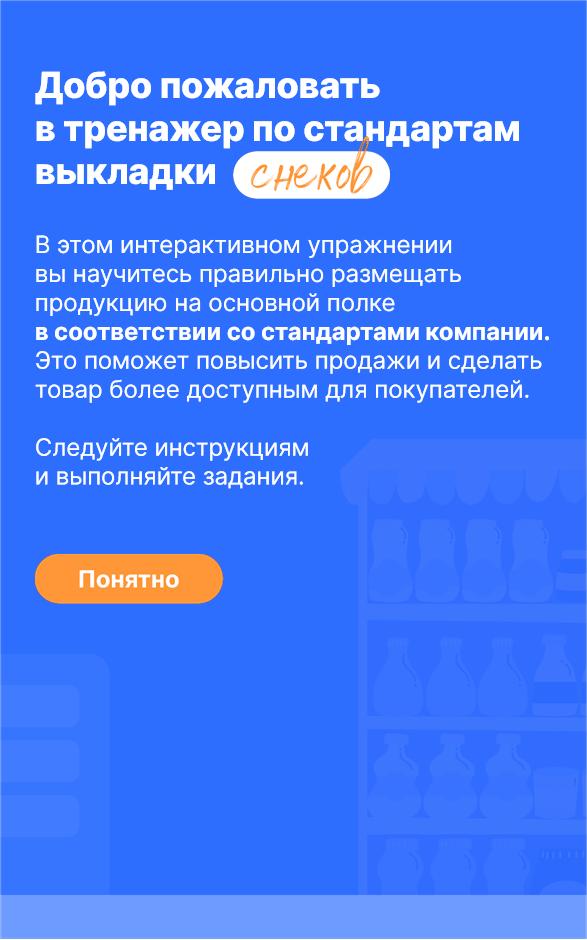 Добро пожаловать
в тренажер по стандартам
выкладки снеков
В этом интерактивном упражнении
вы научитесь правильно размещать
продукцию на основной полке
в соответствии со стандартами компании.
Это поможет повысить продажи и сделать
товар более доступным для покупателей.
Следуйте инструкциям
и выполняйте задания.
Понятно